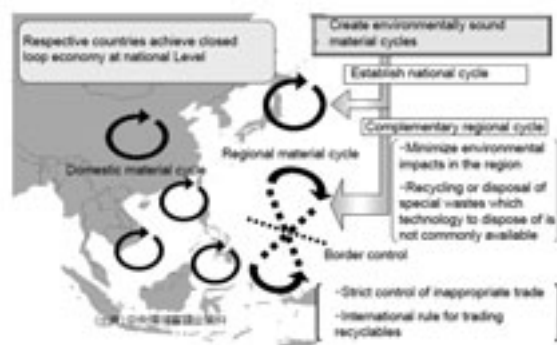 Respective countries achieve closed
loop economy at national Level
Create environmentally sound
material cycles
Establish national cycle
Complementary regional cycle
~Minimize environmental
impacts in the region
~Recycling or disposal of
special wastes which
technology to dispose of is
not commonly available
Domestic material cycle
Regional material cycle
Border control
~Strict control of inappropriate trade
~International rule for trading
recyclables